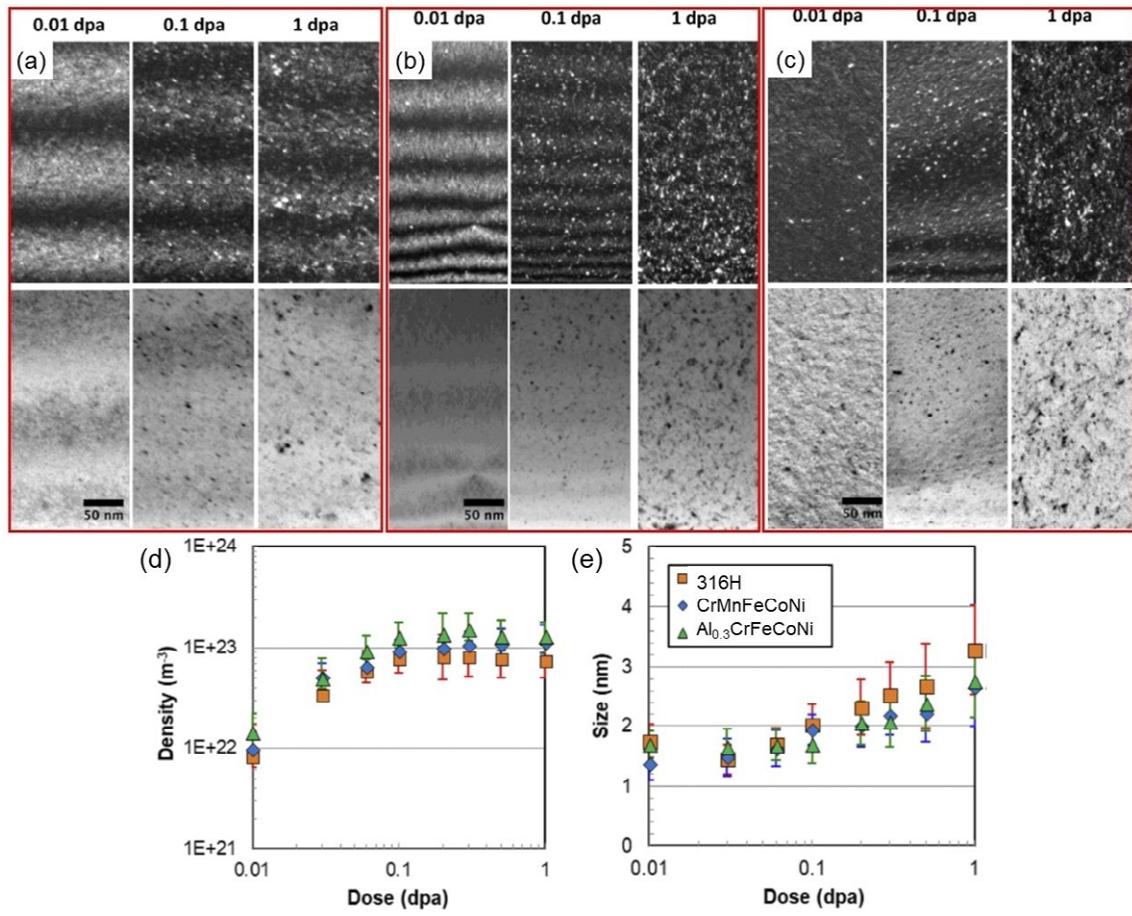 0.01 dpa 0.1 dpa 1 dpa
0.01 dpa 0.1 dpa 1 dpa
0.01 dpa 0.1 dpa 1 dpa
(a)
(b)
(c)
50 nm
50 nm
50 nm
(d)
1E+24
1E+23
1E+22
1E+21
Density (m⁻³)
0.01 0.1 1
Dose (dpa)
(e)
5
4
3
2
1
0
Size (nm)
316H
CrMnFeCoNi
Al₀.₃CrFeCoNi
0.01 0.1 1
Dose (dpa)